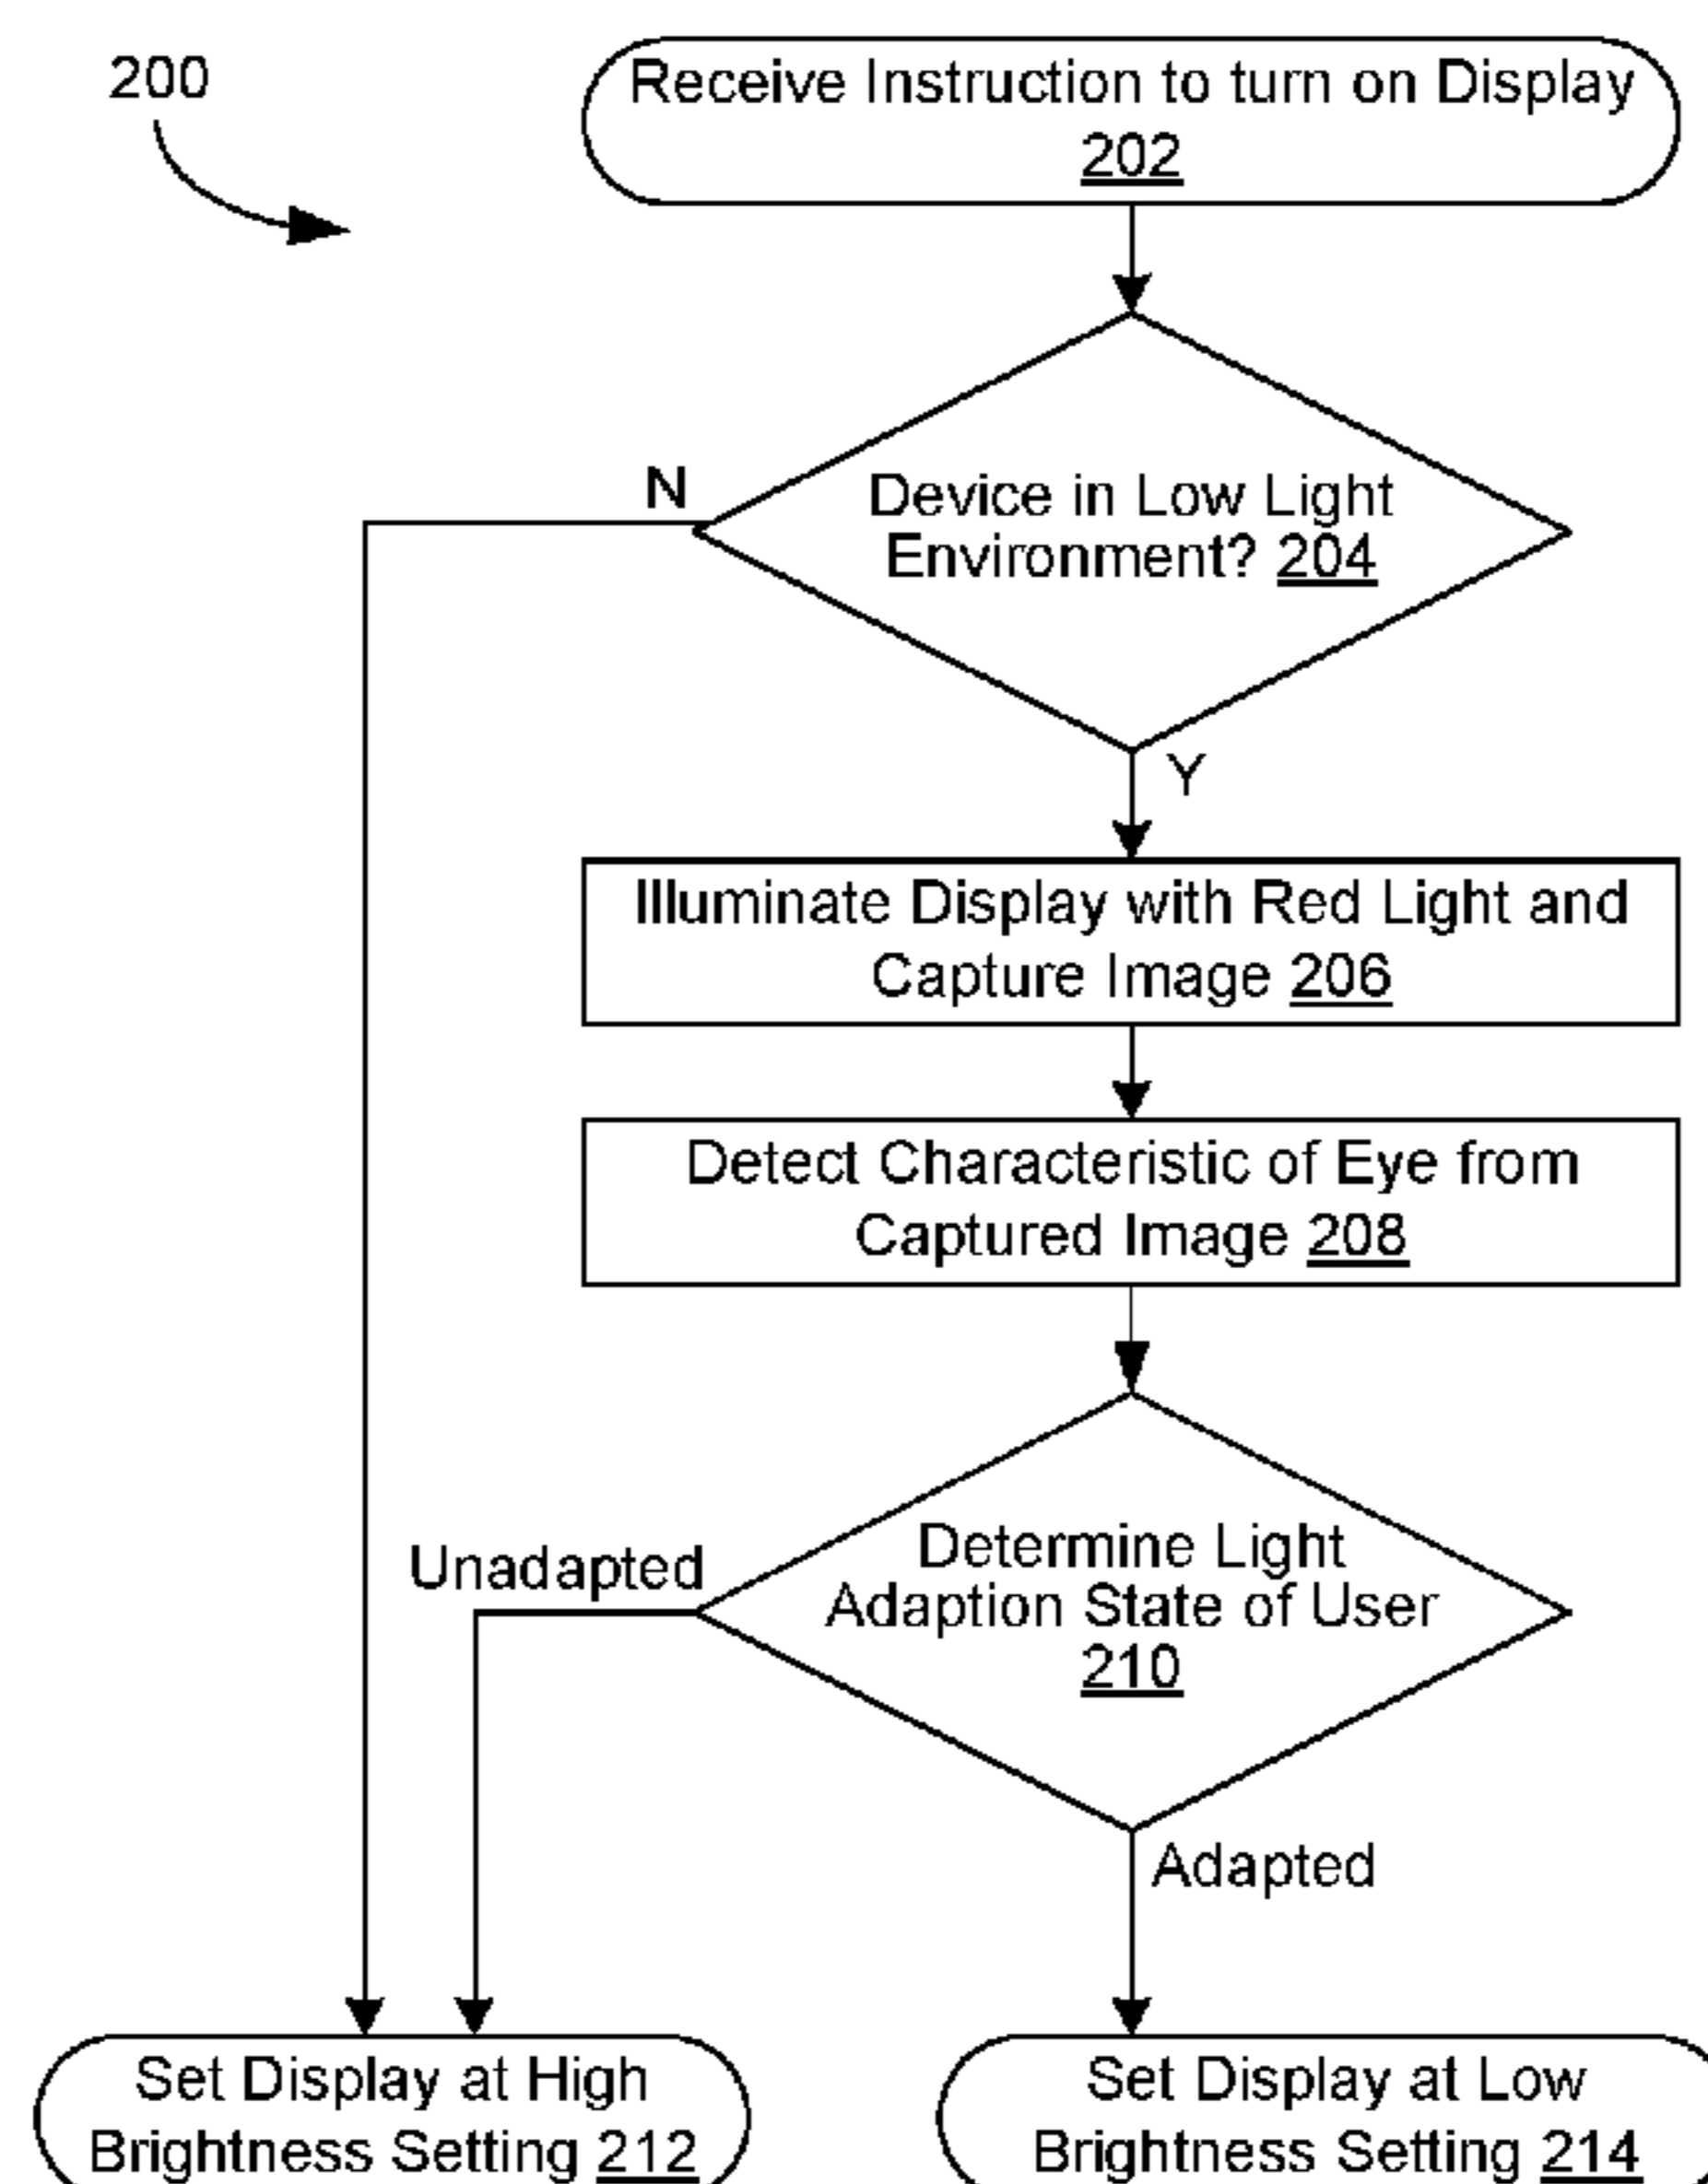 200
Receive Instruction to turn on Display
202
Device in Low Light
Environment? 204
N
Y
Illuminate Display with Red Light and
Capture Image 206
Detect Characteristic of Eye from
Captured Image 208
Determine Light
Adaption State of User
210
Unadapted
Adapted
Set Display at High
Brightness Setting 212
Set Display at Low
Brightness Setting 214